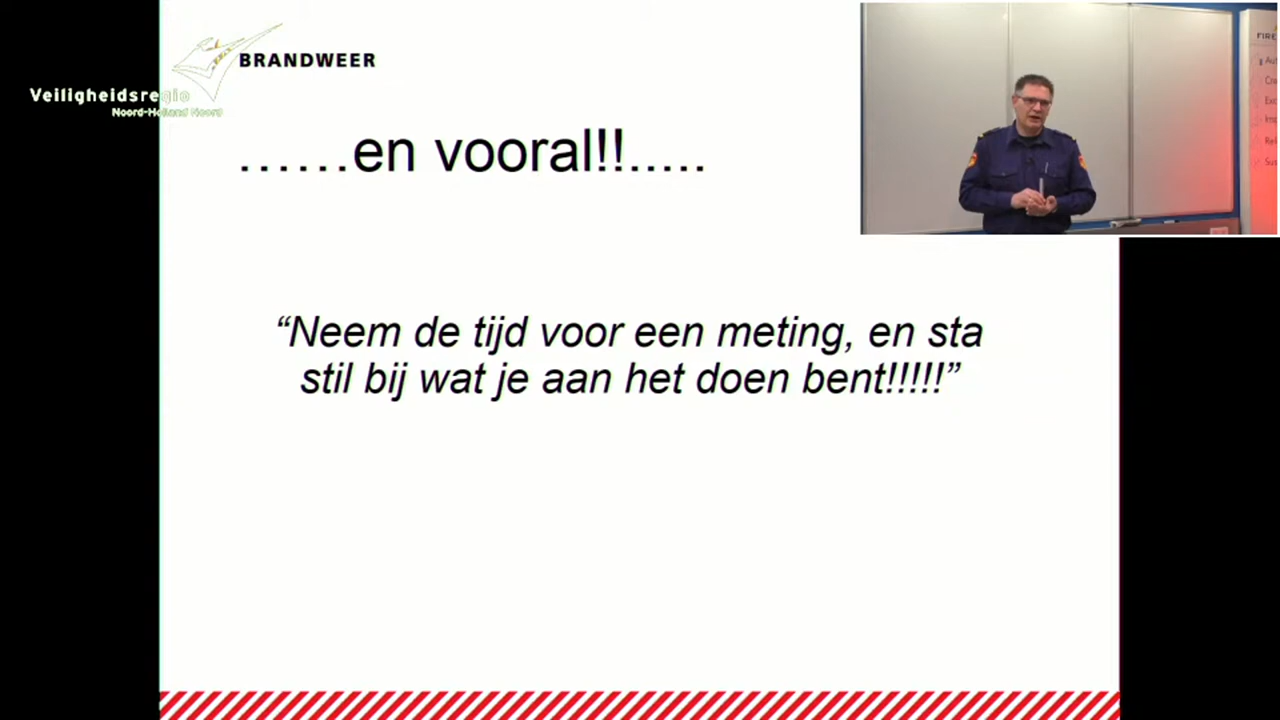 BRANDWEER
Veiligheidsregio
Noord-Holland Noord
……en vooral!!.....
“Neem de tijd voor een meting, en sta
stil bij wat je aan het doen bent!!!!!”
FIRE